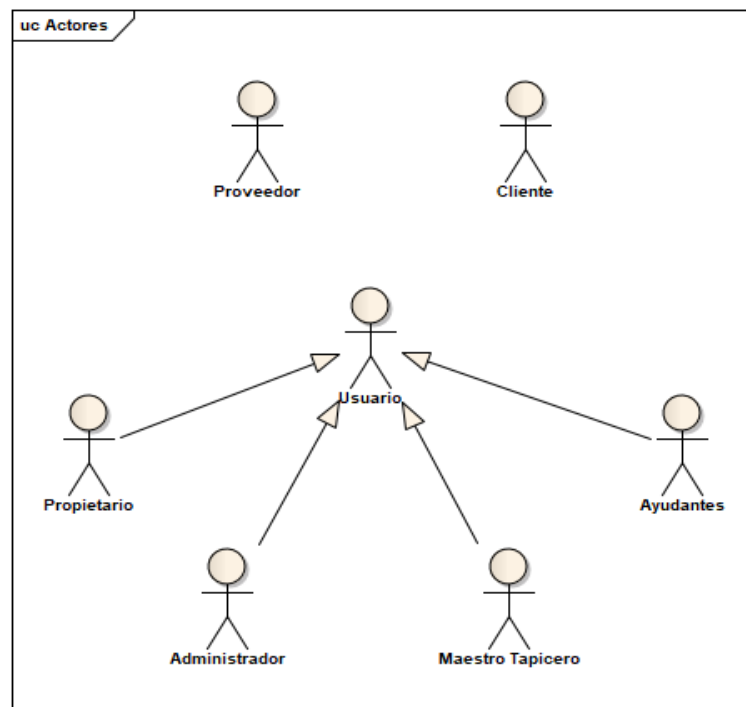 uc Actores
Proveedor
Cliente
Usuario
Propietario
Ayudantes
Administrador
Maestro Tapicero